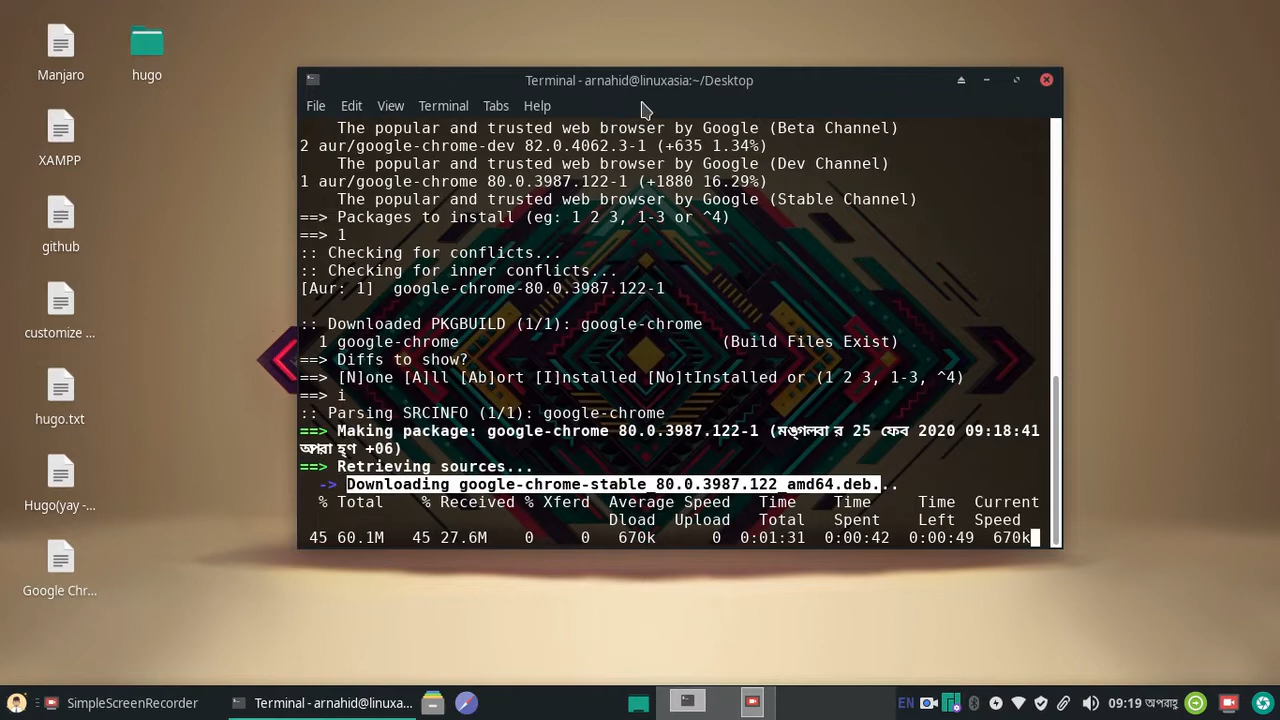 Manjaro
hugo
XAMPP
github
customize ...
hugo.txt
Hugo(yay -...
Google Chr...
Terminal - arnahid@linuxasia:~/Desktop
File Edit View Terminal Tabs Help
The popular and trusted web browser by Google (Beta Channel)
2 aur/google-chrome-dev 82.0.4062.3-1 (+635 1.34%)
The popular and trusted web browser by Google (Dev Channel)
1 aur/google-chrome 80.0.3987.122-1 (+1880 16.29%)
The popular and trusted web browser by Google (Stable Channel)
==> Packages to install (eg: 1 2 3, 1-3 or ^4)
==> 1
:: Checking for conflicts...
:: Checking for inner conflicts...
[Aur: 1]  google-chrome-80.0.3987.122-1
:: Downloaded PKGBUILD (1/1): google-chrome
1 google-chrome (Build Files Exist)
==> Diffs to show?
==> [N]one [A]ll [Ab]ort [I]nstalled [No]tInstalled or (1 2 3, 1-3, ^4)
==> i
:: Parsing SRCINFO (1/1): google-chrome
==> Making package: google-chrome 80.0.3987.122-1 (মঙ্গলবার 25 ফেব 2020 09:18:41
অপরাহ্ণ +06)
==> Retrieving sources...
-> Downloading google-chrome-stable_80.0.3987.122_amd64.deb...
% Total % Received % Xferd Average Speed Time Time Time Current
Dload Upload Total Spent Left Speed
45 60.1M 45 27.6M 0 0 670k 0 0:01:31 0:00:42 0:00:49 670k
SimpleScreenRecorder
Terminal - arnahid@linuxa...
EN
09:19 অপরাহ্ণ